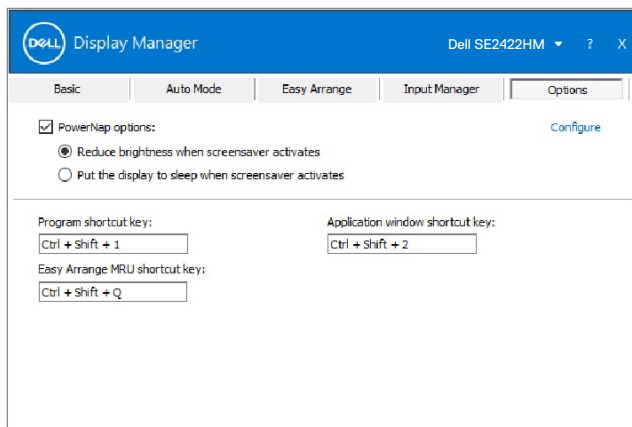 DELL Display Manager
Dell SE2422HM ? X
Basic Auto Mode Easy Arrange Input Manager Options
PowerNap options: Configure
Reduce brightness when screensaver activates
Put the display to sleep when screensaver activates
Program shortcut key: Application window shortcut key:
Ctrl + Shift + 1 Ctrl + Shift + 2
Easy Arrange MRU shortcut key:
Ctrl + Shift + Q